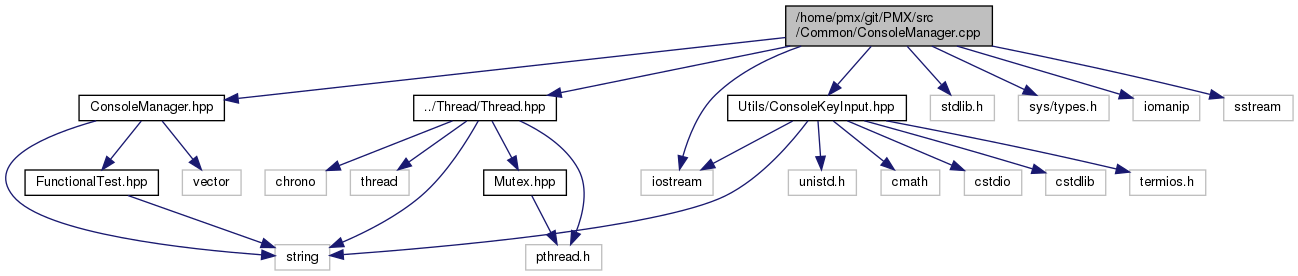 /home/pmx/git/PMX/src
/Common/ConsoleManager.cpp
ConsoleManager.hpp
../Thread/Thread.hpp
Utils/ConsoleKeyInput.hpp
stdlib.h
sys/types.h
iomanip
sstream
FunctionalTest.hpp
vector
chrono
thread
Mutex.hpp
iostream
unistd.h
cmath
cstdio
cstdlib
termios.h
string
pthread.h